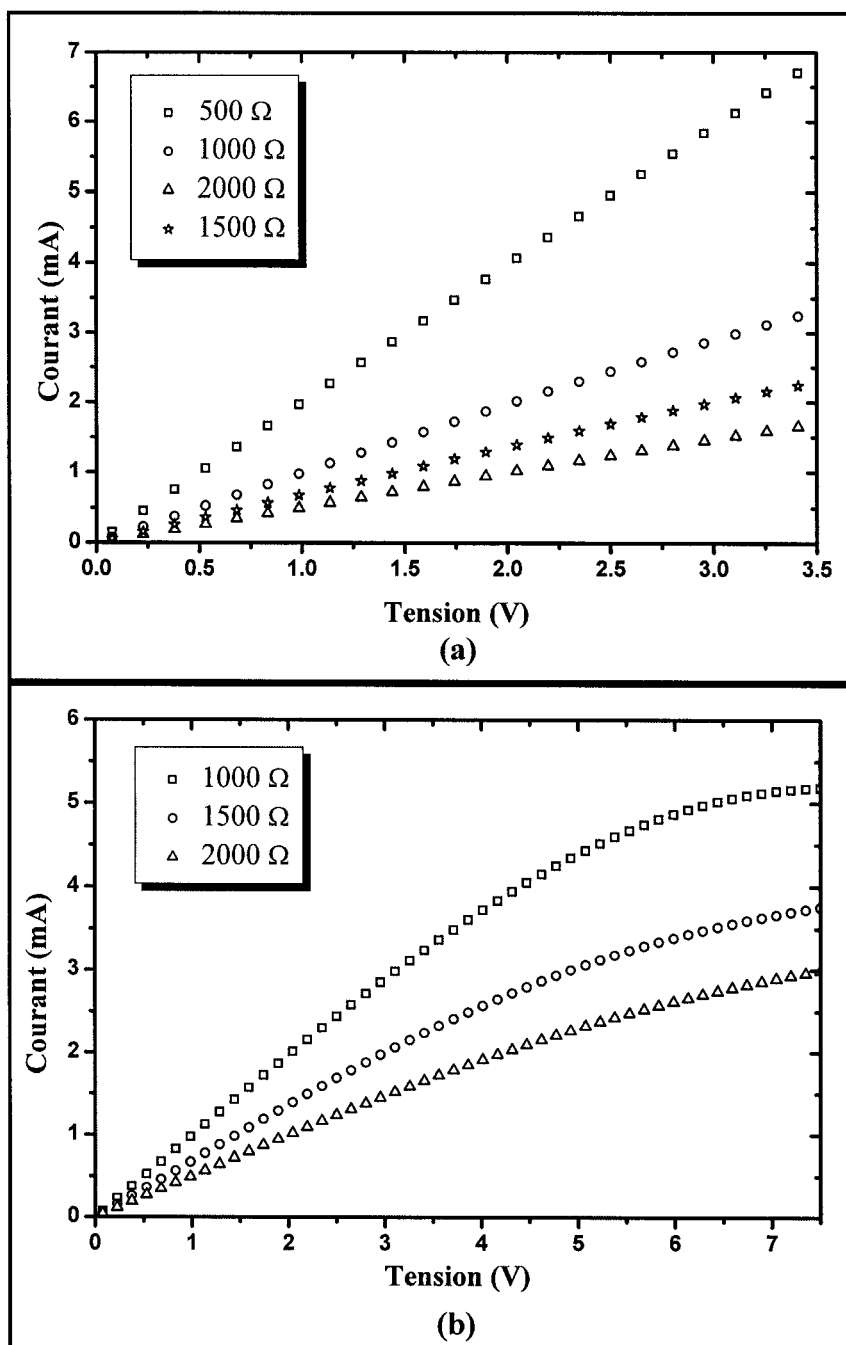 7
6
5
4
3
2
1
0
Courant (mA)
500 Ω
1000 Ω
2000 Ω
1500 Ω
0.0 0.5 1.0 1.5 2.0 2.5 3.0 3.5
Tension (V)
(a)
6
5
4
3
2
1
0
Courant (mA)
1000 Ω
1500 Ω
2000 Ω
0 1 2 3 4 5 6 7
Tension (V)
(b)